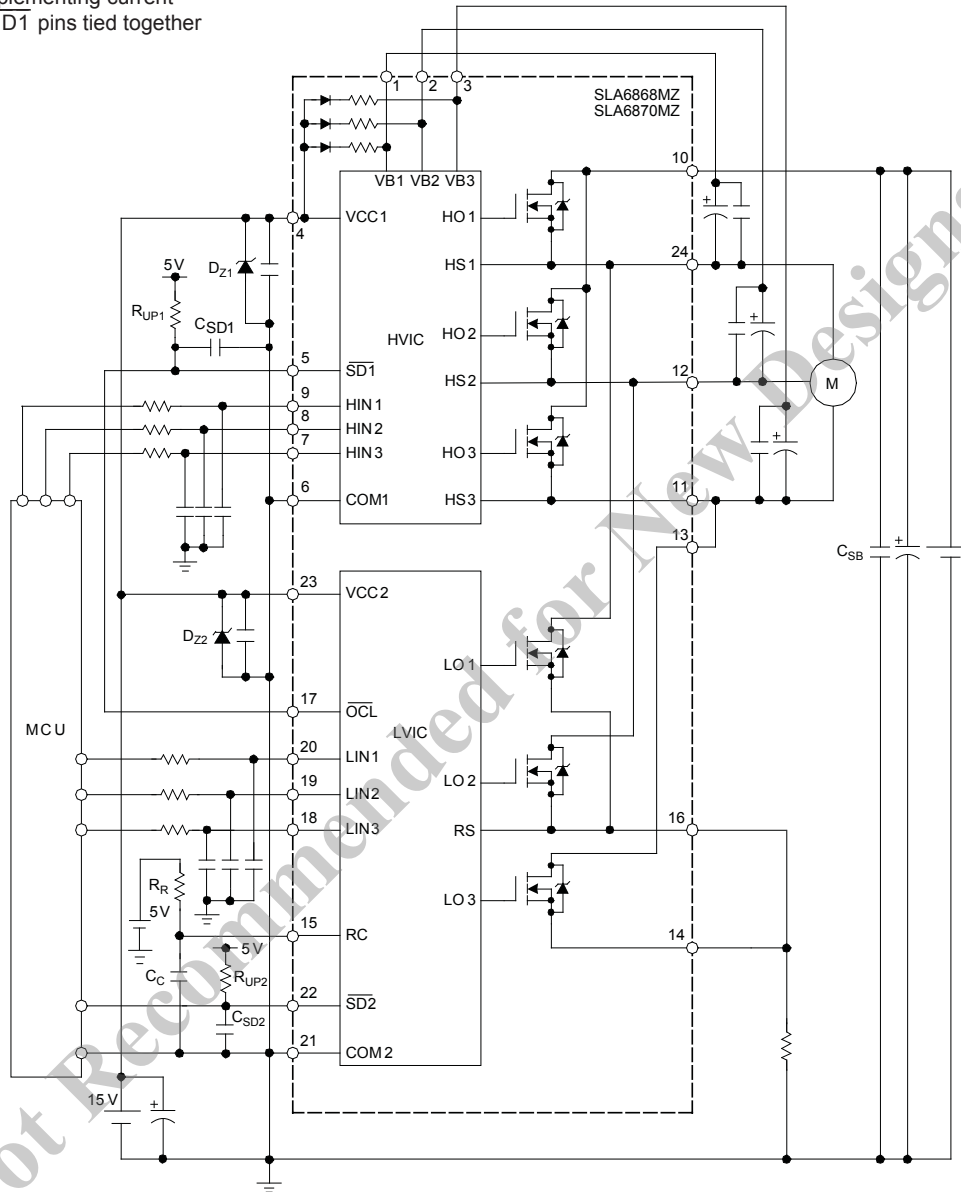 plementing current
D1 pins tied together
1
2
3
SLA6868MZ
SLA6870MZ
VB1 VB2 VB3
10
4
VCC1
HO1
5V
DZ1
24
HS1
RUP1
CSD1
HVIC
HO2
5
SD1
12
HS2
M
9
HIN1
8
HIN2
7
HIN3
HO3
6
COM1
11
HS3
13
CSB
23
VCC2
DZ2
LO1
17
OCL
MCU
LVIC
20
LIN1
19
LIN2
LO2
18
LIN3
16
RS
RR
5V
LO3
15
RC
5V
14
CC
RUP2
22
SD2
CSD2
21
COM2
15V
ot Recommended for New Designs